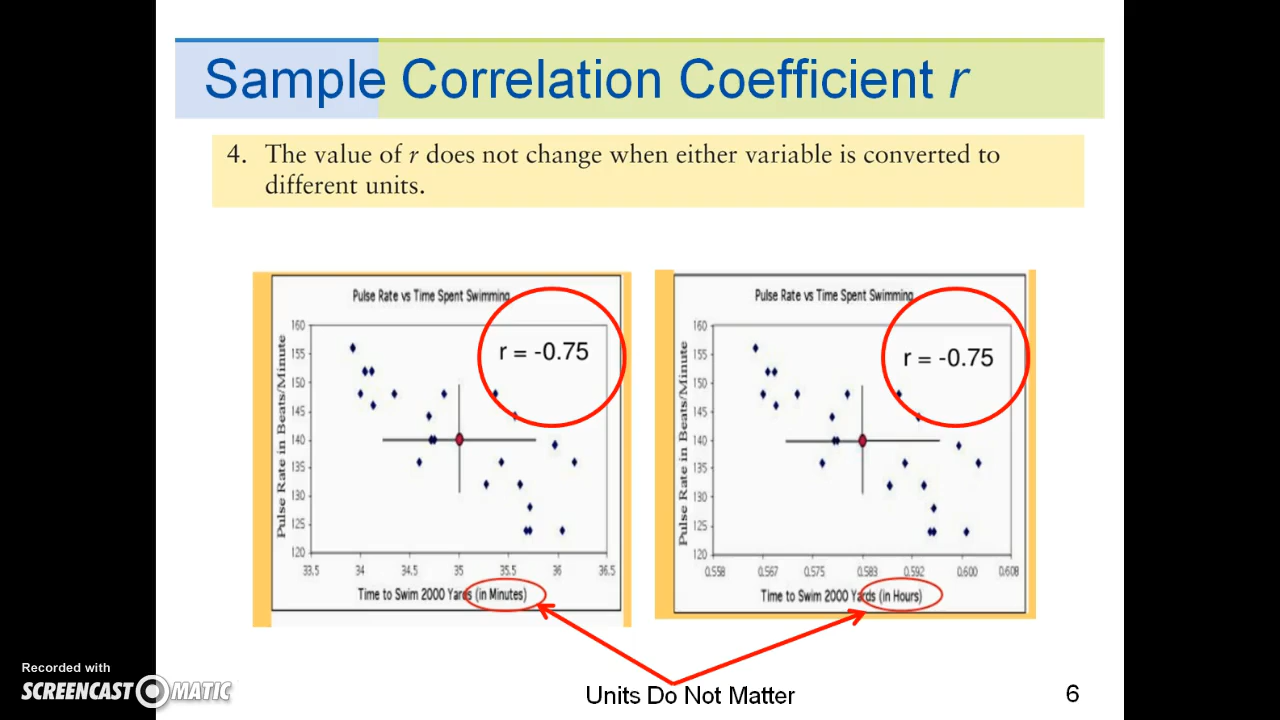 Sample Correlation Coefficient r
4. The value of r does not change when either variable is converted to
different units.
Pulse Rate vs Time Spent Swimming
r = -0.75
Pulse Rate in Beats/Minute
160
155
150
145
140
135
130
125
120
33.5 34 34.5 35 35.5 36 36.5
Time to Swim 2000 Yards (in Minutes)
Pulse Rate vs Time Spent Swimming
r = -0.75
Pulse Rate in Beats/Minute
160
155
150
145
140
135
130
125
120
0.558 0.567 0.575 0.583 0.592 0.600 0.608
Time to Swim 2000 Yards (in Hours)
Units Do Not Matter
6
Recorded with
SCREENCAST-O-MATIC